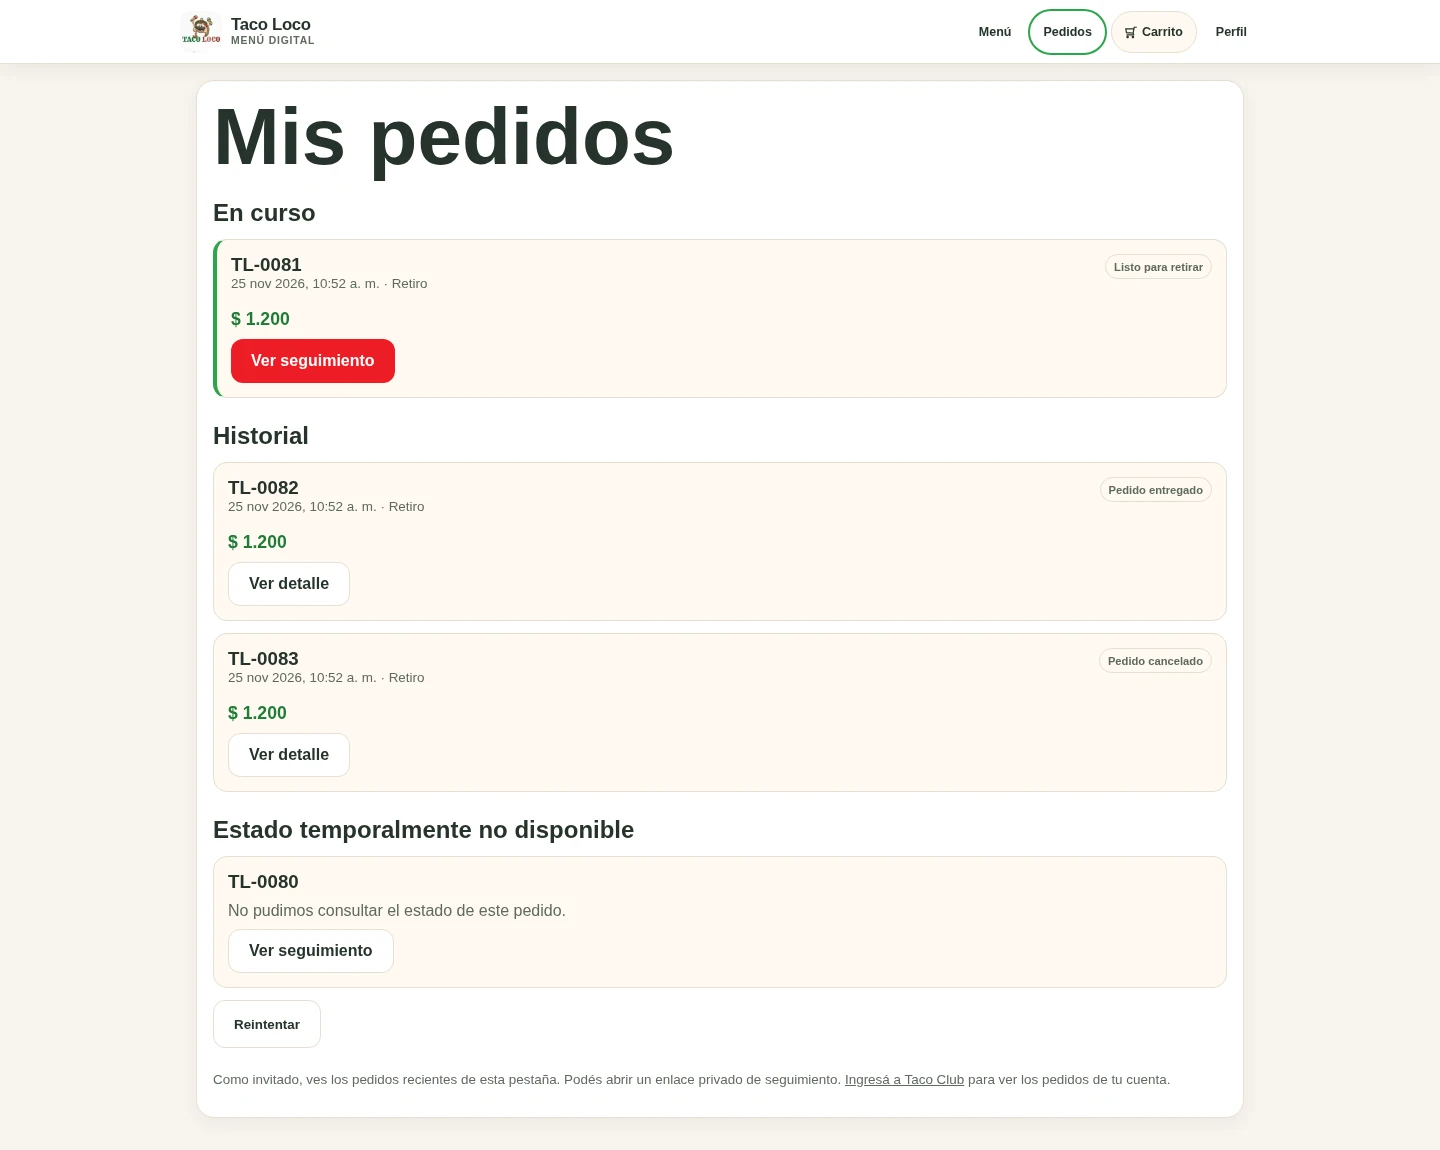 TACO LOCO
Taco Loco
MENÚ DIGITAL
Menú
Pedidos
Carrito
Perfil
Mis pedidos
En curso
TL-0081
Listo para retirar
25 nov 2026, 10:52 a. m. · Retiro
$ 1.200
Ver seguimiento
Historial
TL-0082
Pedido entregado
25 nov 2026, 10:52 a. m. · Retiro
$ 1.200
Ver detalle
TL-0083
Pedido cancelado
25 nov 2026, 10:52 a. m. · Retiro
$ 1.200
Ver detalle
Estado temporalmente no disponible
TL-0080
No pudimos consultar el estado de este pedido.
Ver seguimiento
Reintentar
Como invitado, ves los pedidos recientes de esta pestaña. Podés abrir un enlace privado de seguimiento. Ingresá a Taco Club para ver los pedidos de tu cuenta.